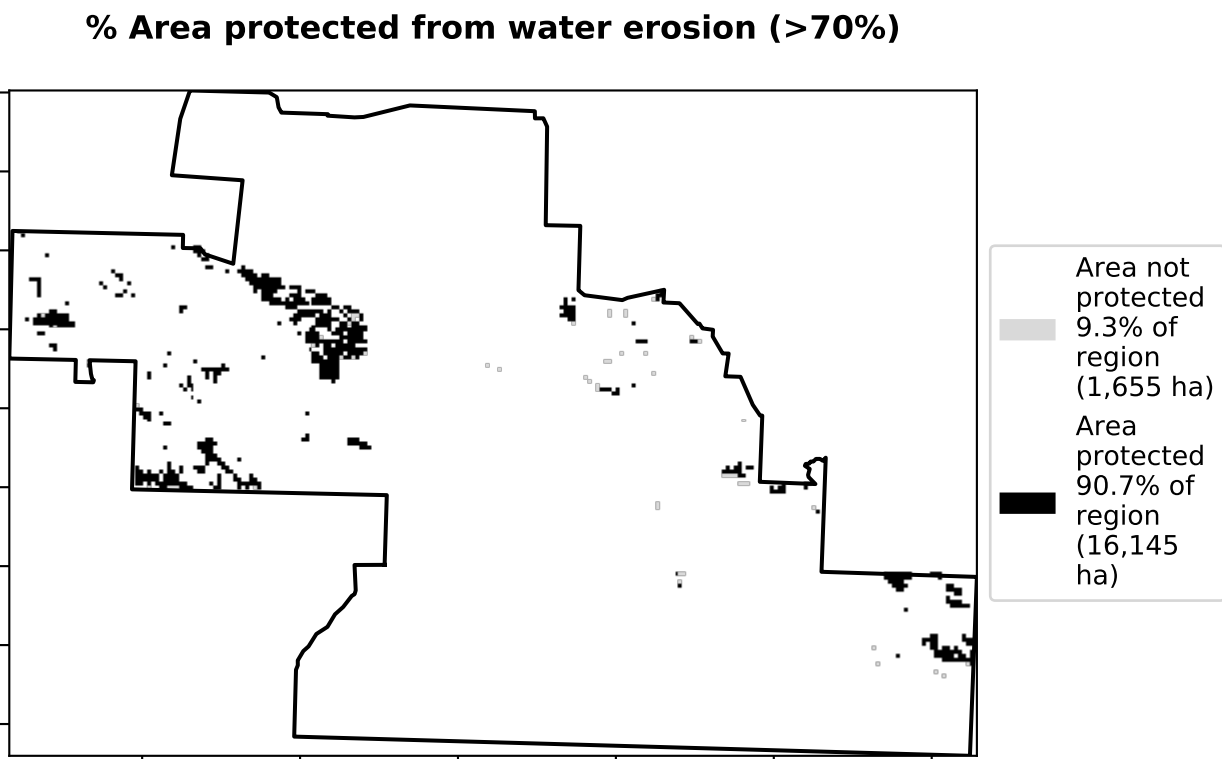 % Area protected from water erosion (>70%)
Area not
protected
9.3% of
region
(1,655 ha)
Area
protected
90.7% of
region
(16,145
ha)